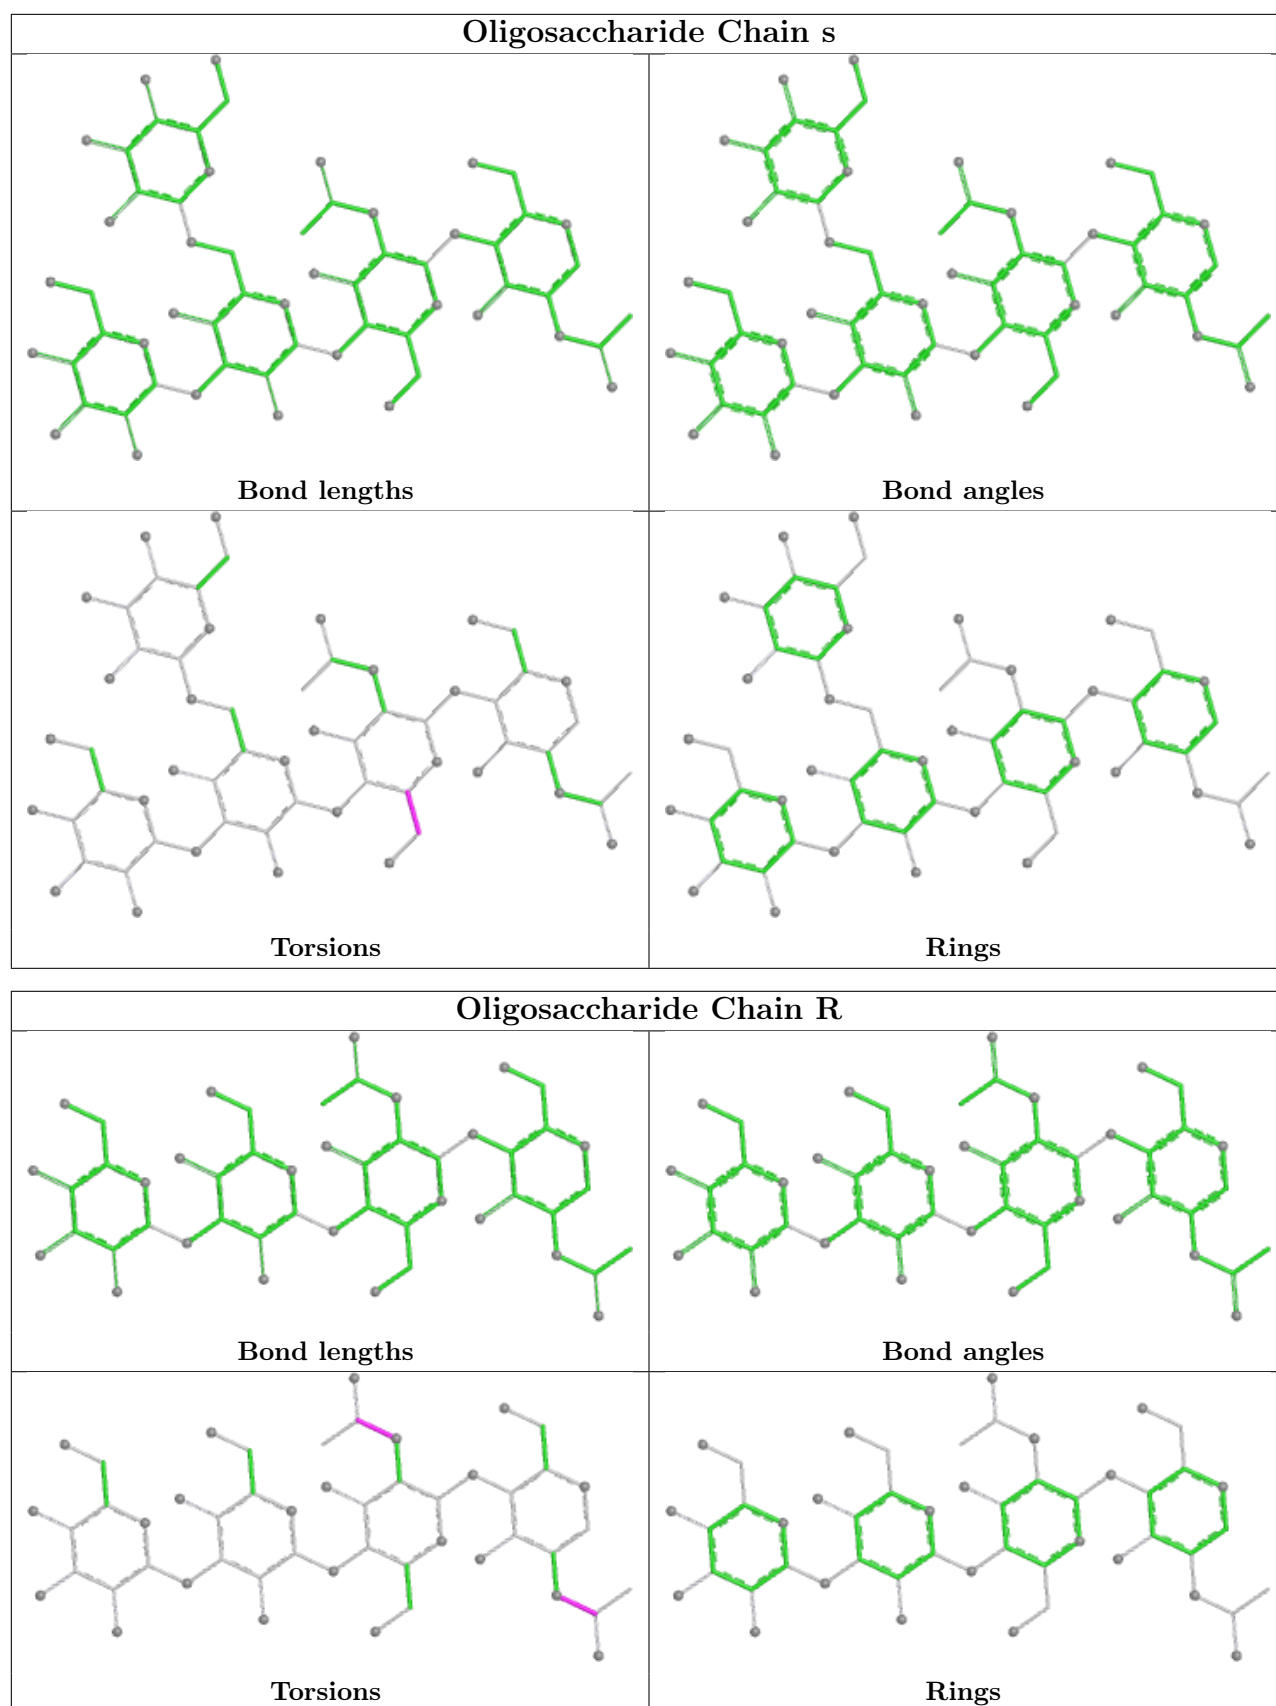 Oligosaccharide Chain s
Bond lengths
Bond angles
Torsions
Rings
Oligosaccharide Chain R
Bond lengths
Bond angles
Torsions
Rings